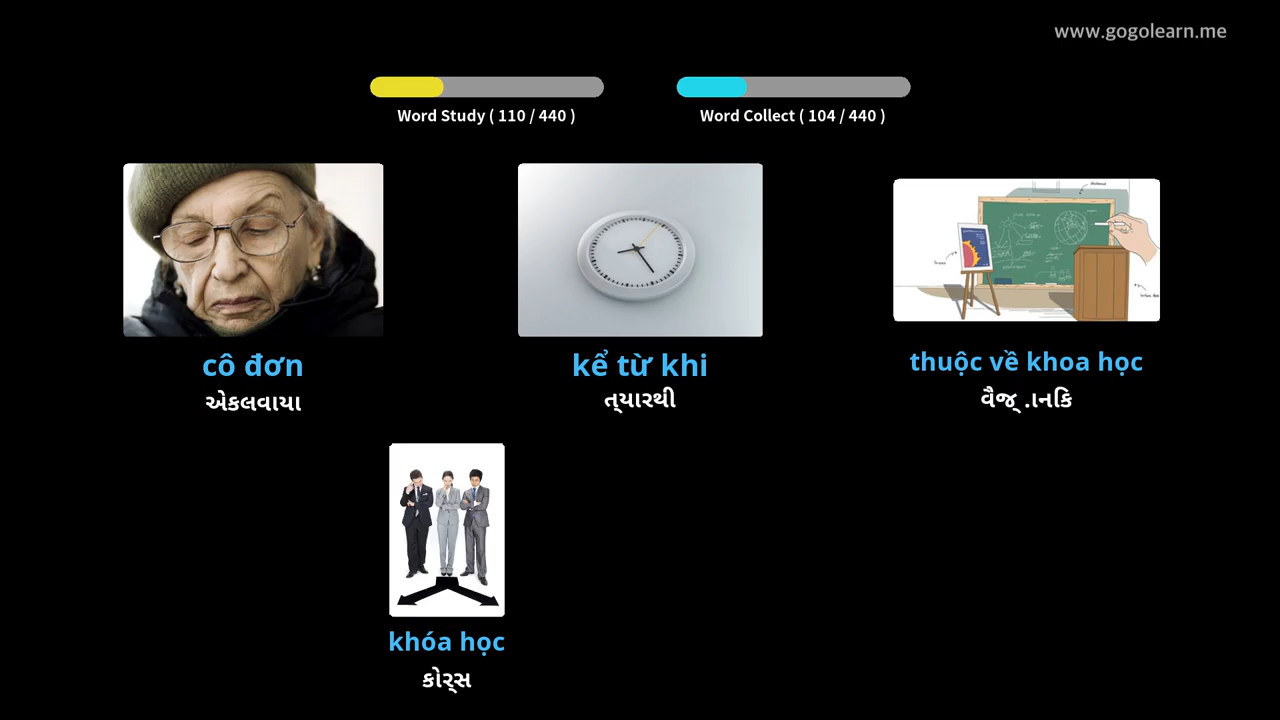 www.gogolearn.me
Word Study ( 110 / 440 )
Word Collect ( 104 / 440 )
cô đơn
એકલવાયા
kể từ khi
ત્યારથી
thuộc về khoa học
વૈજ્ .ાનિક
khóa học
કોર્સ